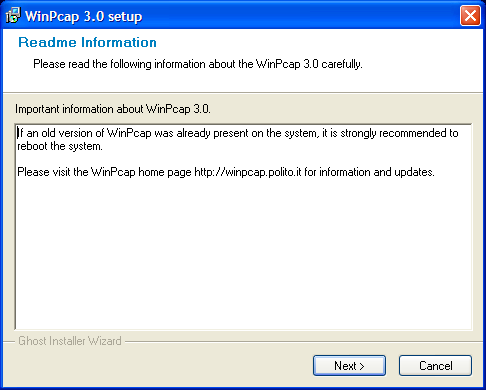 WinPcap 3.0 setup
Readme Information
Please read the following information about the WinPcap 3.0 carefully.
Important information about WinPcap 3.0.
If an old version of WinPcap was already present on the system, it is strongly recommended to
reboot the system.
Please visit the WinPcap home page http://winpcap.polito.it for information and updates.
Ghost Installer Wizard
Next >
Cancel